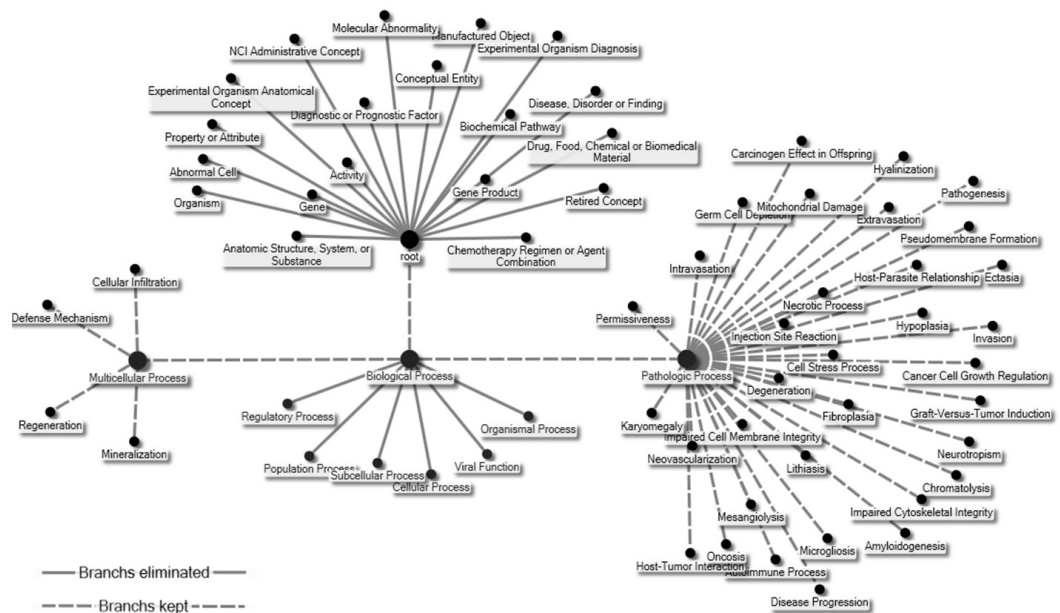 Molecular Abnormality
Manufactured Object
NCI Administrative Concept
Experimental Organism Diagnosis
Conceptual Entity
Experimental Organism Anatomical
Concept
Disease, Disorder or Finding
Diagnostic or Prognostic Factor
Biochemical Pathway
Property or Attribute
Drug, Food, Chemical or Biomedical
Material
Abnormal Cell
Activity
Gene Product
Organism
Gene
Retired Concept
Anatomic Structure, System, or
Substance
root
Chemotherapy Regimen or Agent
Combination
Carcinogen Effect in Offspring
Hyalinization
Pathogenesis
Mitochondrial Damage
Germ Cell Depletion
Extravasation
Pseudomembrane Formation
Intravasation
Host-Parasite Relationship
Ectasia
Necrotic Process
Permissiveness
Injection Site Reaction
Hypoplasia
Invasion
Cellular Infiltration
Defense Mechanism
Multicellular Process
Biological Process
Pathologic Process
Cell Stress Process
Cancer Cell Growth Regulation
Degeneration
Regeneration
Mineralization
Regulatory Process
Organismal Process
Population Process
Subcellular Process
Cellular Process
Viral Function
Karyomegaly
Fibroplasia
Graft-Versus-Tumor Induction
Impaired Cell Membrane Integrity
Neovascularization
Neurotropism
Lithiasis
Chromatolysis
Impaired Cytoskeletal Integrity
Mesangiolysis
Amyloidogenesis
Microgliosis
Oncosis
Host-Tumor Interaction
Autoimmune Process
Disease Progression
Branchs eliminated
Branchs kept